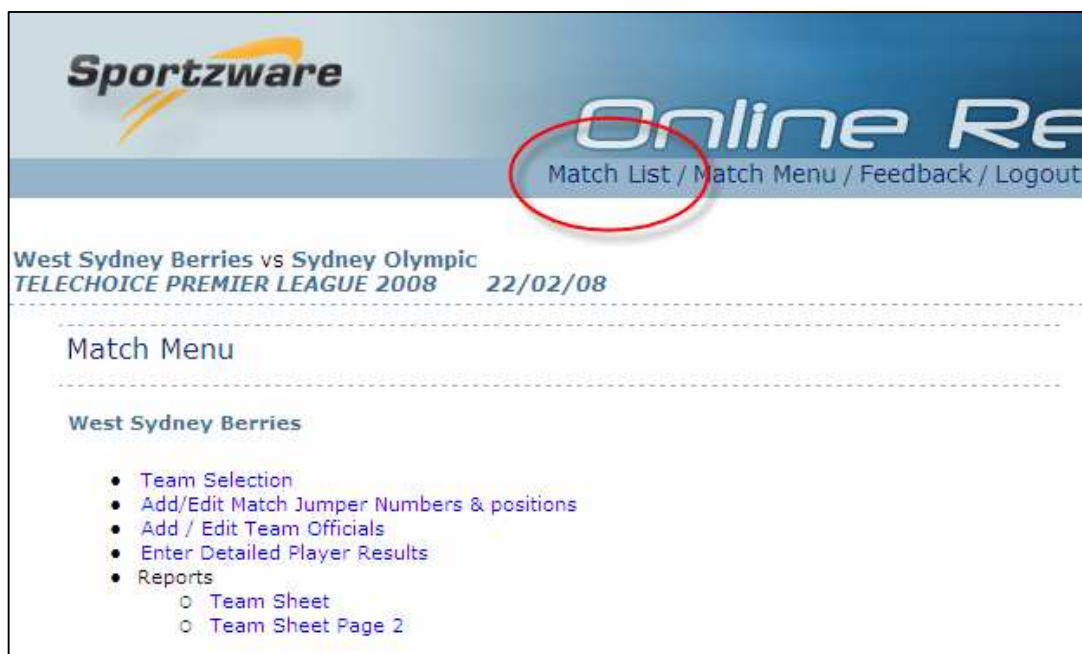 Sportzware
Online Re
Match List / Match Menu / Feedback / Logout
West Sydney Berries vs Sydney Olympic
TELECHOICE PREMIER LEAGUE 2008 22/02/08
Match Menu
West Sydney Berries
Team Selection
Add/Edit Match Jumper Numbers & positions
Add / Edit Team Officials
Enter Detailed Player Results
Reports
Team Sheet
Team Sheet Page 2